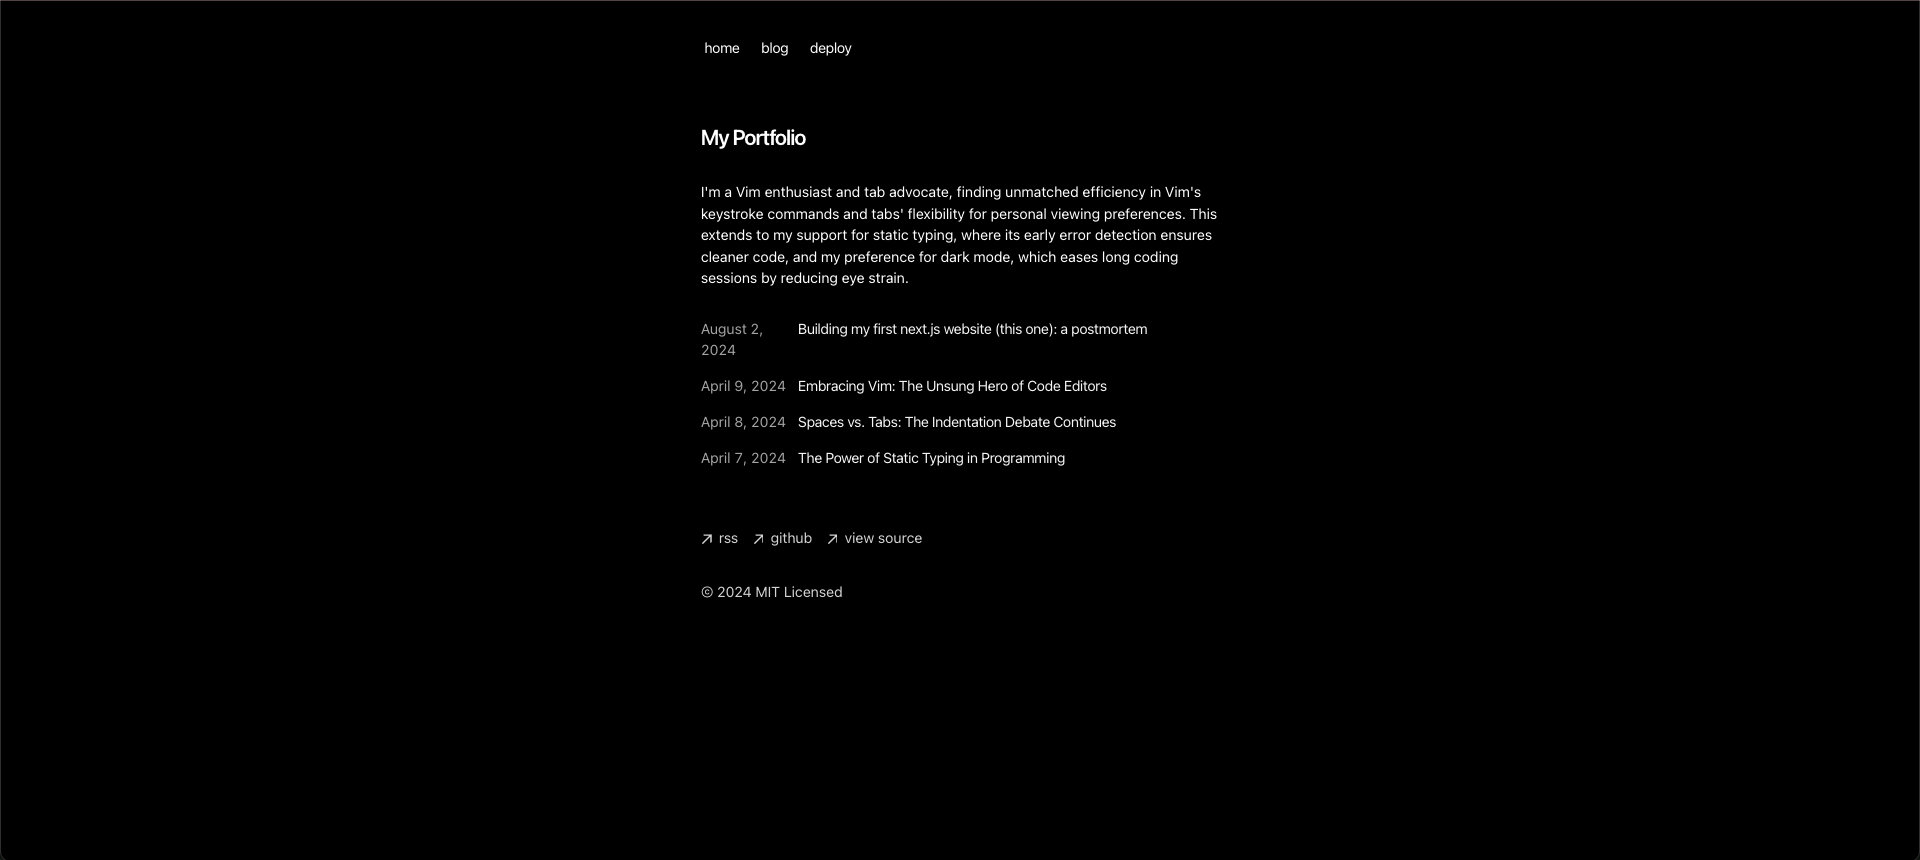 home blog deploy
My Portfolio
I'm a Vim enthusiast and tab advocate, finding unmatched efficiency in Vim's
keystroke commands and tabs' flexibility for personal viewing preferences. This
extends to my support for static typing, where its early error detection ensures
cleaner code, and my preference for dark mode, which eases long coding
sessions by reducing eye strain.
August 2, 2024 Building my first next.js website (this one): a postmortem
April 9, 2024 Embracing Vim: The Unsung Hero of Code Editors
April 8, 2024 Spaces vs. Tabs: The Indentation Debate Continues
April 7, 2024 The Power of Static Typing in Programming
rss github view source
© 2024 MIT Licensed